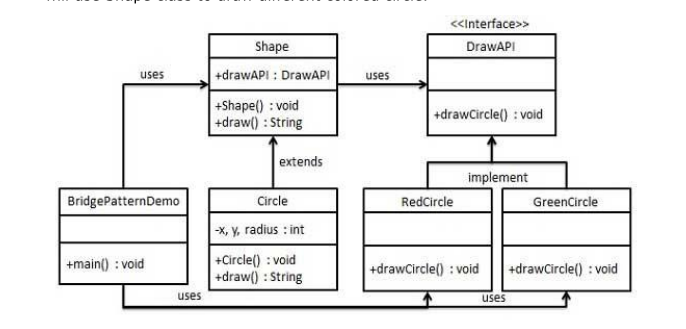 will use Shape class to draw different colored circle.
<<Interface>>
Shape
DrawAPI
uses
+drawAPI : DrawAPI
uses
+Shape() : void
+draw() : String
+drawCircle() : void
extends
implement
BridgePatternDemo
Circle
RedCircle
GreenCircle
-x, y, radius : int
+main() : void
+Circle() : void
+draw() : String
+drawCircle() : void
+drawCircle() : void
uses
uses